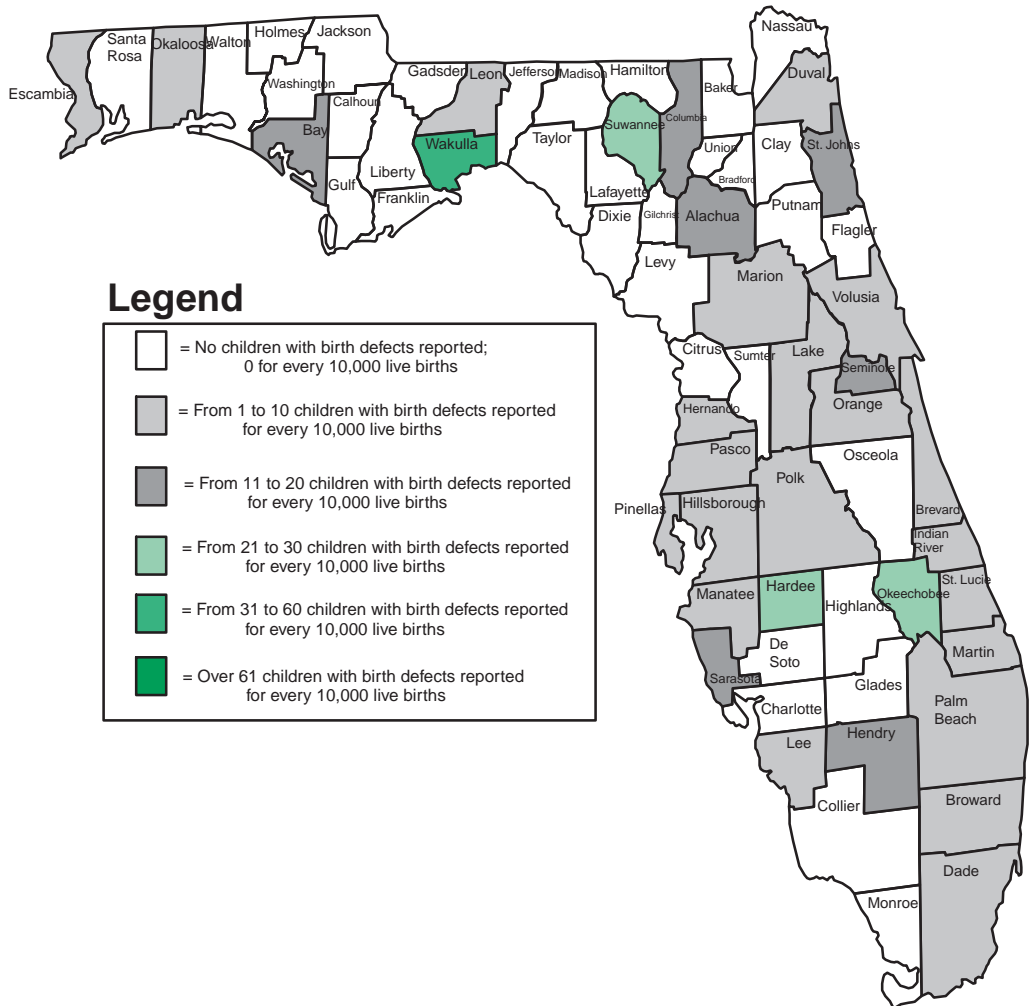 Nassau
Holmes
Jackson
Santa
Rosa
Okaloosa
Walton
Gadsden
Leon
Jefferson
Madison
Hamilton
Duval
Escambia
Washington
Calhoun
Baker
Bay
Suwannee
Columbia
Wakulla
Taylor
Union
Clay
St. Johns
Liberty
Bradford
Gulf
Franklin
Lafayette
Putnam
Dixie
Gilchrist
Alachua
Flagler
Levy
Marion
Volusia
Legend
= No children with birth defects reported;
0 for every 10,000 live births
= From 1 to 10 children with birth defects reported
for every 10,000 live births
= From 11 to 20 children with birth defects reported
for every 10,000 live births
= From 21 to 30 children with birth defects reported
for every 10,000 live births
= From 31 to 60 children with birth defects reported
for every 10,000 live births
= Over 61 children with birth defects reported
for every 10,000 live births
Citrus
Sumter
Lake
Seminole
Hernando
Orange
Pasco
Osceola
Polk
Pinellas
Hillsborough
Brevard
Indian
River
Manatee
Hardee
Highlands
Okeechobee
St. Lucie
De
Soto
Martin
Sarasota
Glades
Charlotte
Palm
Beach
Lee
Hendry
Collier
Broward
Dade
Monroe